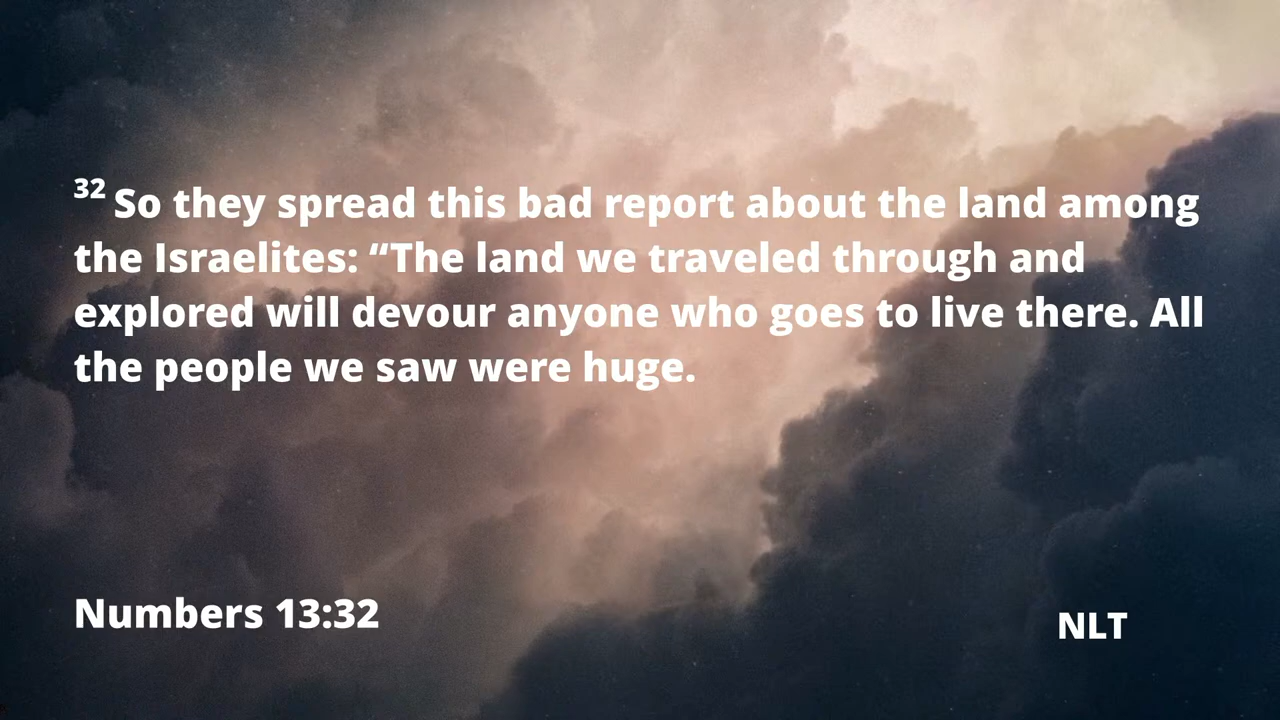 32 So they spread this bad report about the land among
the Israelites: “The land we traveled through and
explored will devour anyone who goes to live there. All
the people we saw were huge.
Numbers 13:32
NLT